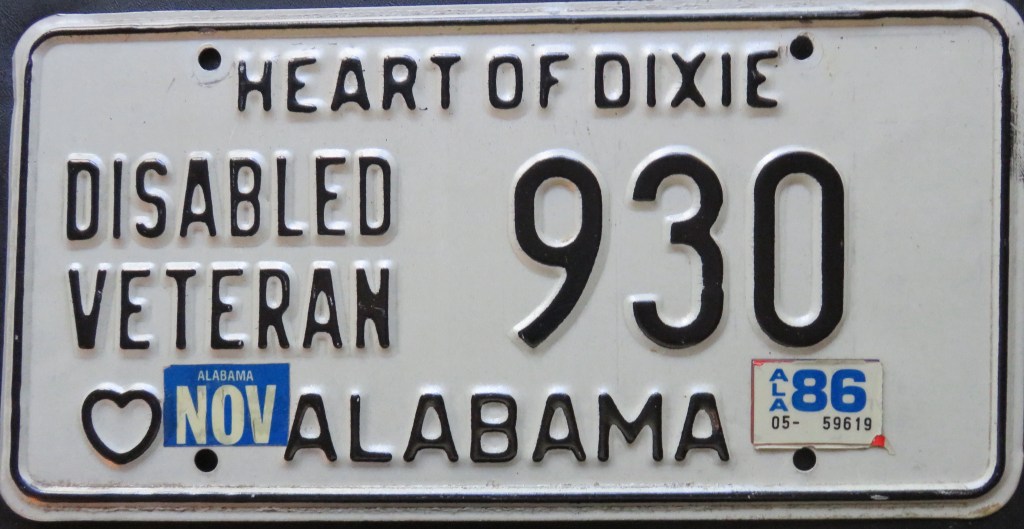 HEART OF DIXIE
DISABLED
VETERAN
930
ALABAMA
NOV
ALABAMA
ALA
86
05- 59619